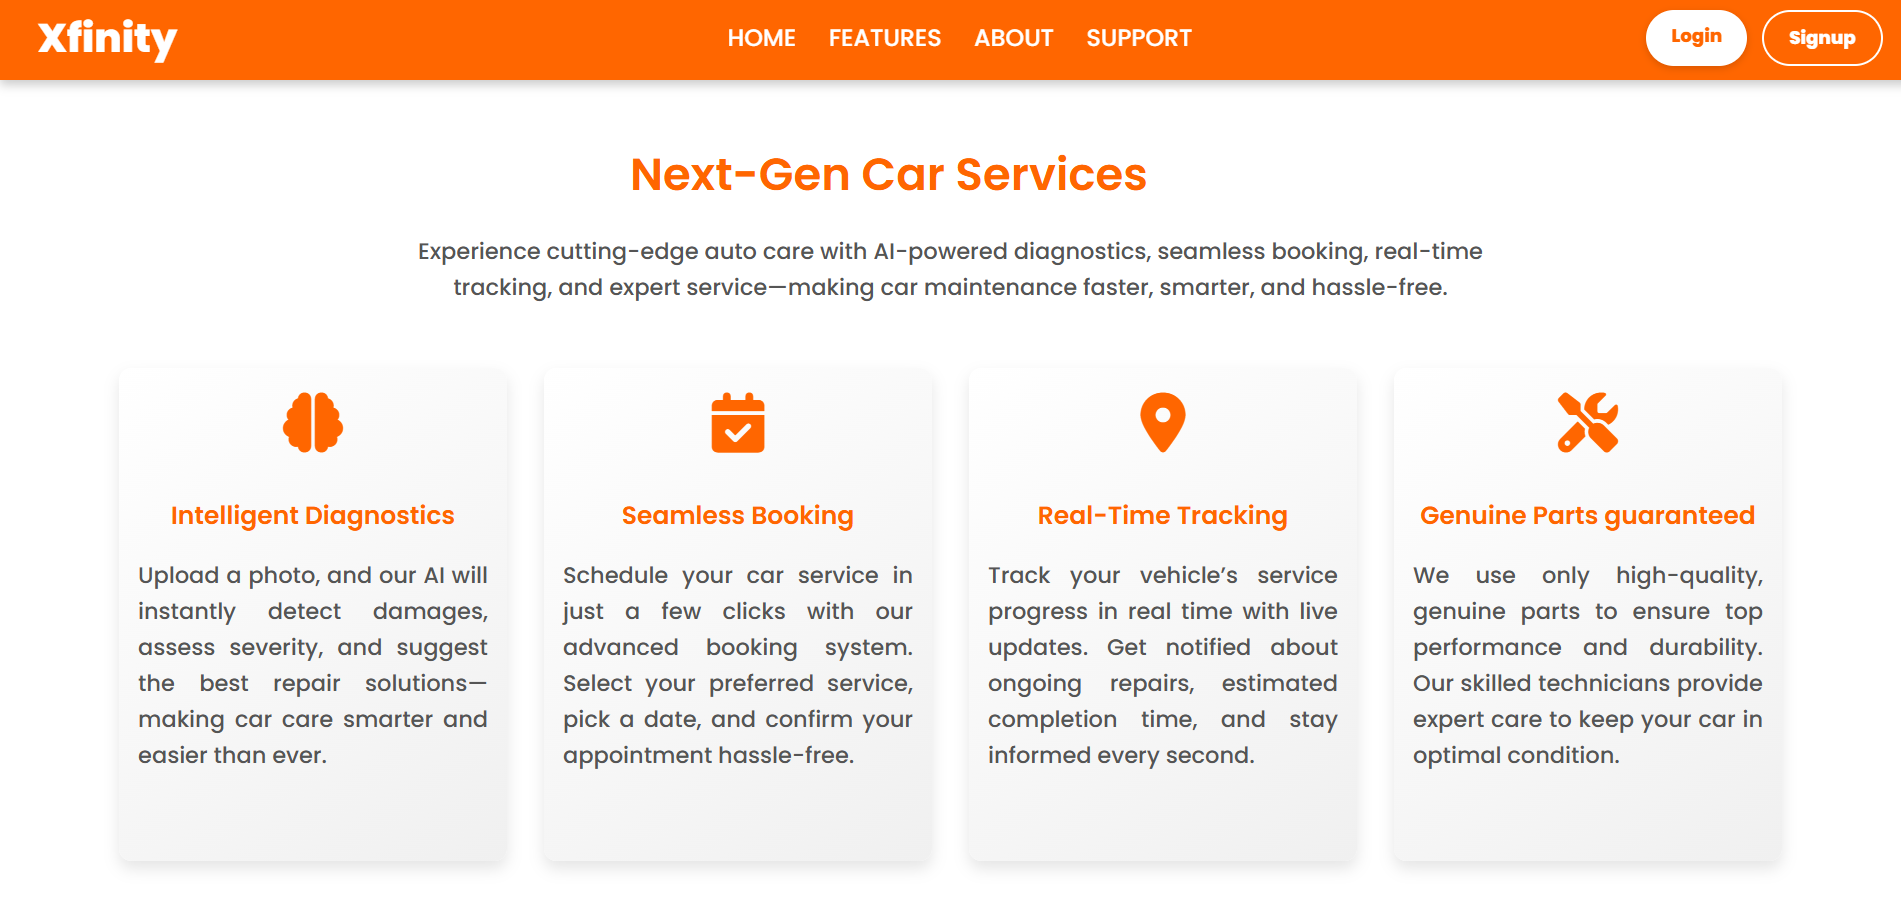 Xfinity
HOME FEATURES ABOUT SUPPORT
Login
Signup
Next-Gen Car Services
Experience cutting-edge auto care with AI-powered diagnostics, seamless booking, real-time
tracking, and expert service—making car maintenance faster, smarter, and hassle-free.
Intelligent Diagnostics
Upload a photo, and our AI will
instantly detect damages,
assess severity, and suggest
the best repair solutions—
making car care smarter and
easier than ever.
Seamless Booking
Schedule your car service in
just a few clicks with our
advanced booking system.
Select your preferred service,
pick a date, and confirm your
appointment hassle-free.
Real-Time Tracking
Track your vehicle’s service
progress in real time with live
updates. Get notified about
ongoing repairs, estimated
completion time, and stay
informed every second.
Genuine Parts guaranteed
We use only high-quality,
genuine parts to ensure top
performance and durability.
Our skilled technicians provide
expert care to keep your car in
optimal condition.